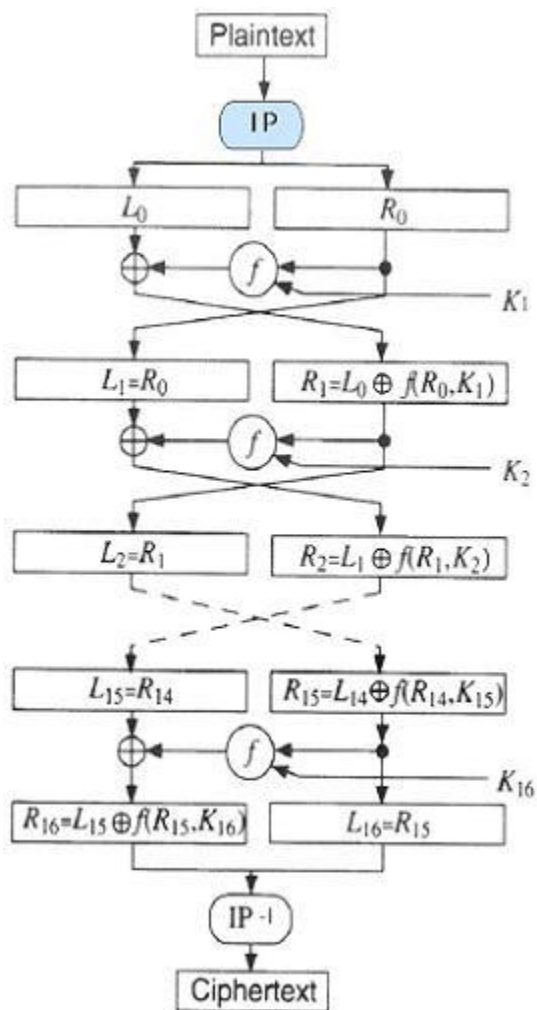 Plaintext
IP
L₀
R₀
f
K₁
L₁=R₀
R₁=L₀ ⊕ f(R₀,K₁)
f
K₂
L₂=R₁
R₂=L₁ ⊕ f(R₁,K₂)
L₁₅=R₁₄
R₁₅=L₁₄⊕f(R₁₄,K₁₅)
f
K₁₆
R₁₆=L₁₅⊕f(R₁₅,K₁₆)
L₁₆=R₁₅
IP⁻¹
Ciphertext